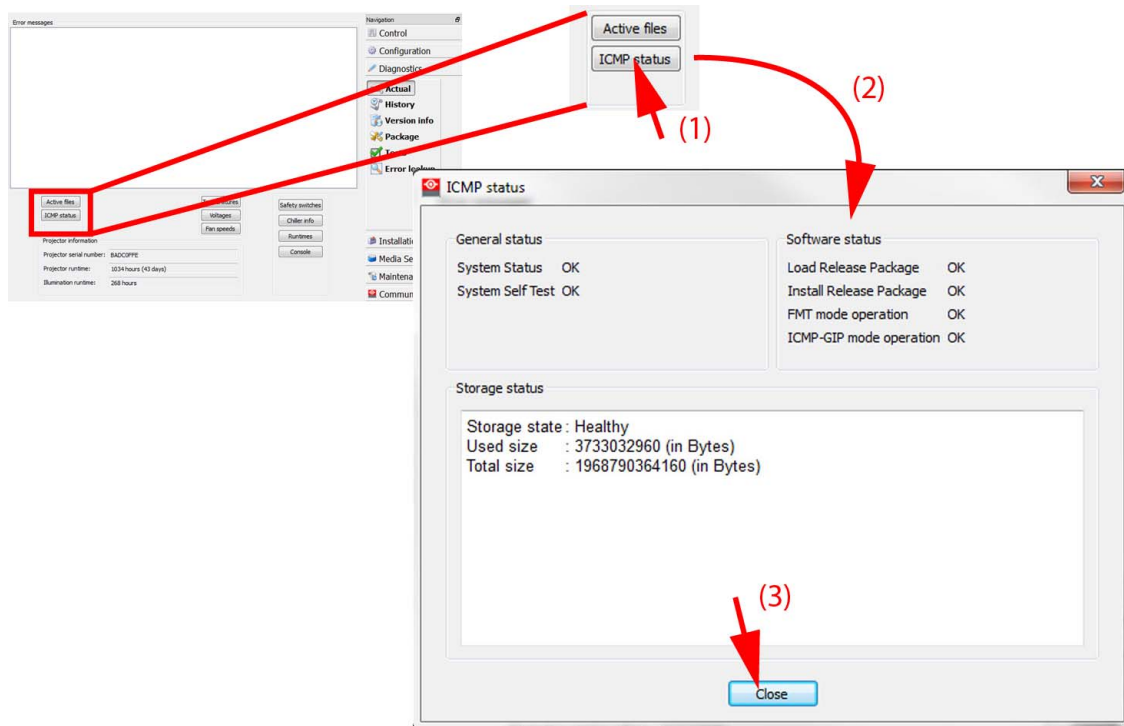 Error messages
Active files
ICMP status
Voltages
Fan speeds
Safety switches
Chiller info
Runtimes
Console
Projector information
Projector serial number: BADC0FFE
Projector runtime: 1034 hours (43 days)
Illumination runtime: 268 hours
Navigation
Control
Configuration
Diagnostics
Actual
History
Version info
Package
Error lookup
Installati
Media Se
Maintena
Commun
Active files
ICMP status
(1)
(2)
ICMP status
General status
System Status OK
System Self Test OK
Software status
Load Release Package OK
Install Release Package OK
FMT mode operation OK
ICMP-GIP mode operation OK
Storage status
Storage state : Healthy
Used size : 3733032960 (in Bytes)
Total size : 1968790364160 (in Bytes)
(3)
Close